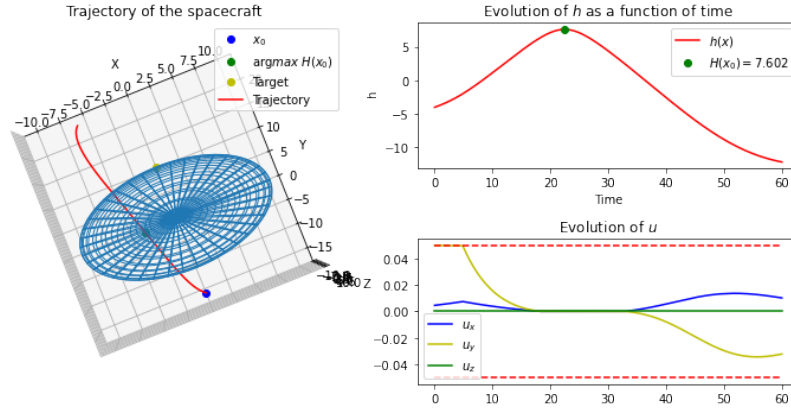 Trajectory of the spacecraft
x₀
argmax H(x₀)
Target
Trajectory
X
−10.0 −7.5 −5.0 −2.5 0.0 2.5 5.0 7.5 10.0
Y
10
5
0
−5
−10
−15
Z
Evolution of h as a function of time
h(x)
H(x₀) = 7.602
h
5
0
−5
−10
0 10 20 30 40 50 60
Time
Evolution of u
0.04
0.02
0.00
−0.02
−0.04
u_x
u_y
u_z
0 10 20 30 40 50 60